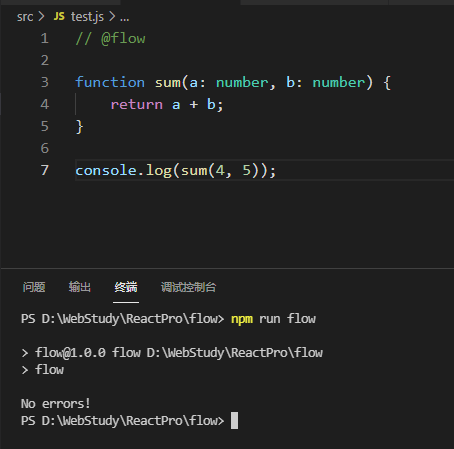 src > JS test.js > ...
1 // @flow
2
3 function sum(a: number, b: number) {
4     return a + b;
5 }
6
7 console.log(sum(4, 5));
问题 输出 终端 调试控制台
PS D:\WebStudy\ReactPro\flow> npm run flow
> flow@1.0.0 flow D:\WebStudy\ReactPro\flow
> flow
No errors!
PS D:\WebStudy\ReactPro\flow>